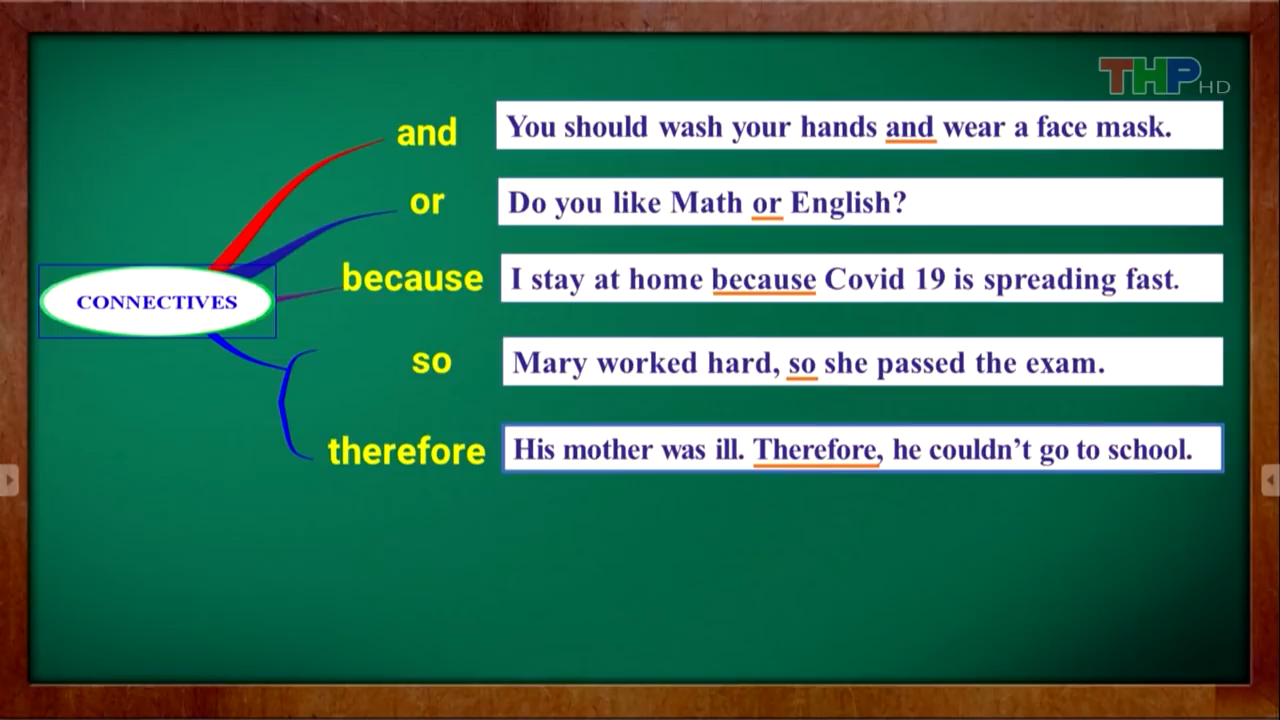 THP HD
and
You should wash your hands and wear a face mask.
or
Do you like Math or English?
because
I stay at home because Covid 19 is spreading fast.
CONNECTIVES
so
Mary worked hard, so she passed the exam.
therefore
His mother was ill. Therefore, he couldn’t go to school.